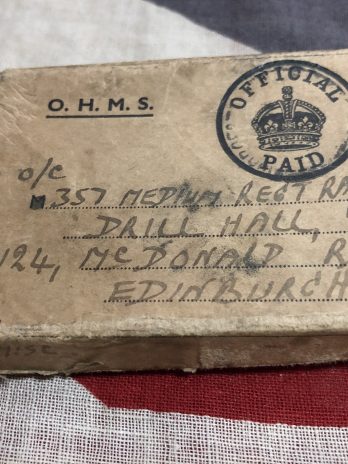 O. H. M. S.
OFFICIAL
PAID
O/C
357 MEDIUM REGT RA
DRILL HALL,
124, MCDONALD R
EDINBURGH